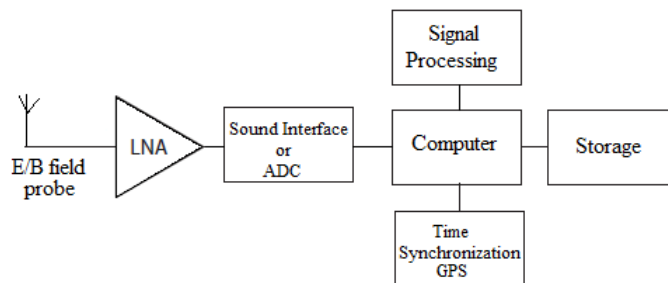 E/B field
probe
LNA
Sound Interface
or
ADC
Signal
Processing
Computer
Storage
Time
Synchronization
GPS